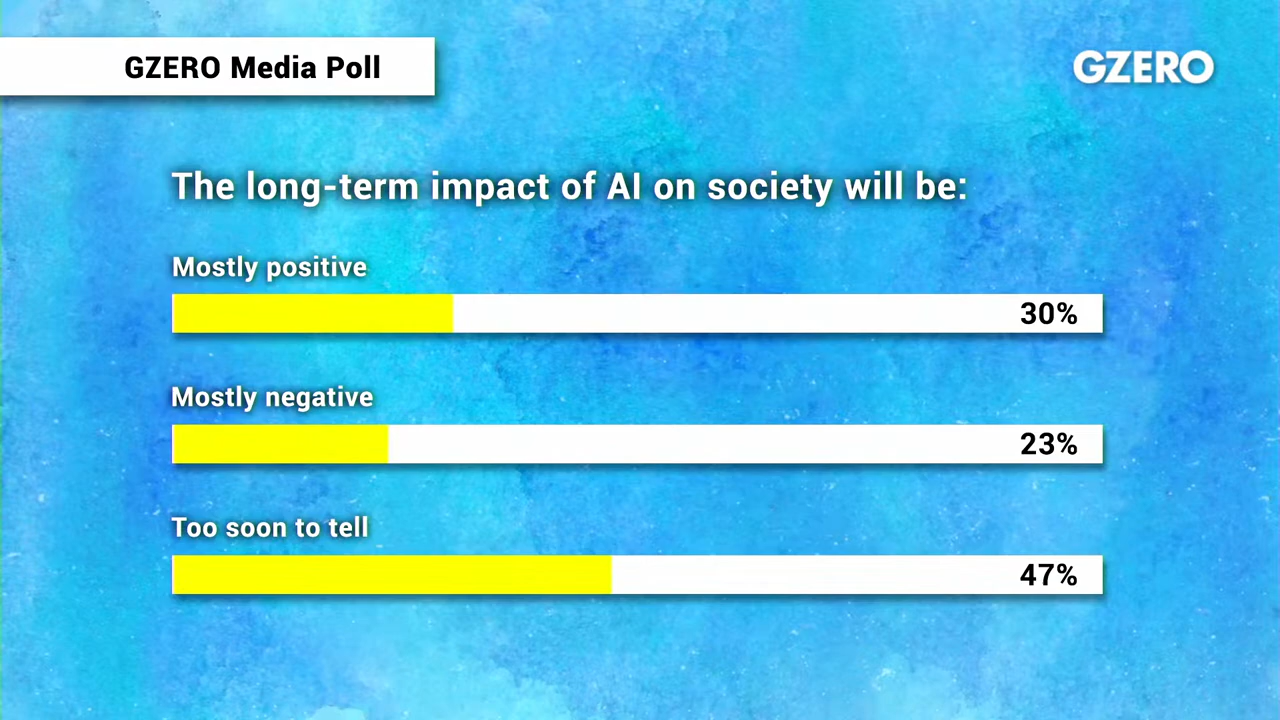 GZERO Media Poll
GZERO
The long-term impact of AI on society will be:
Mostly positive
30%
Mostly negative
23%
Too soon to tell
47%